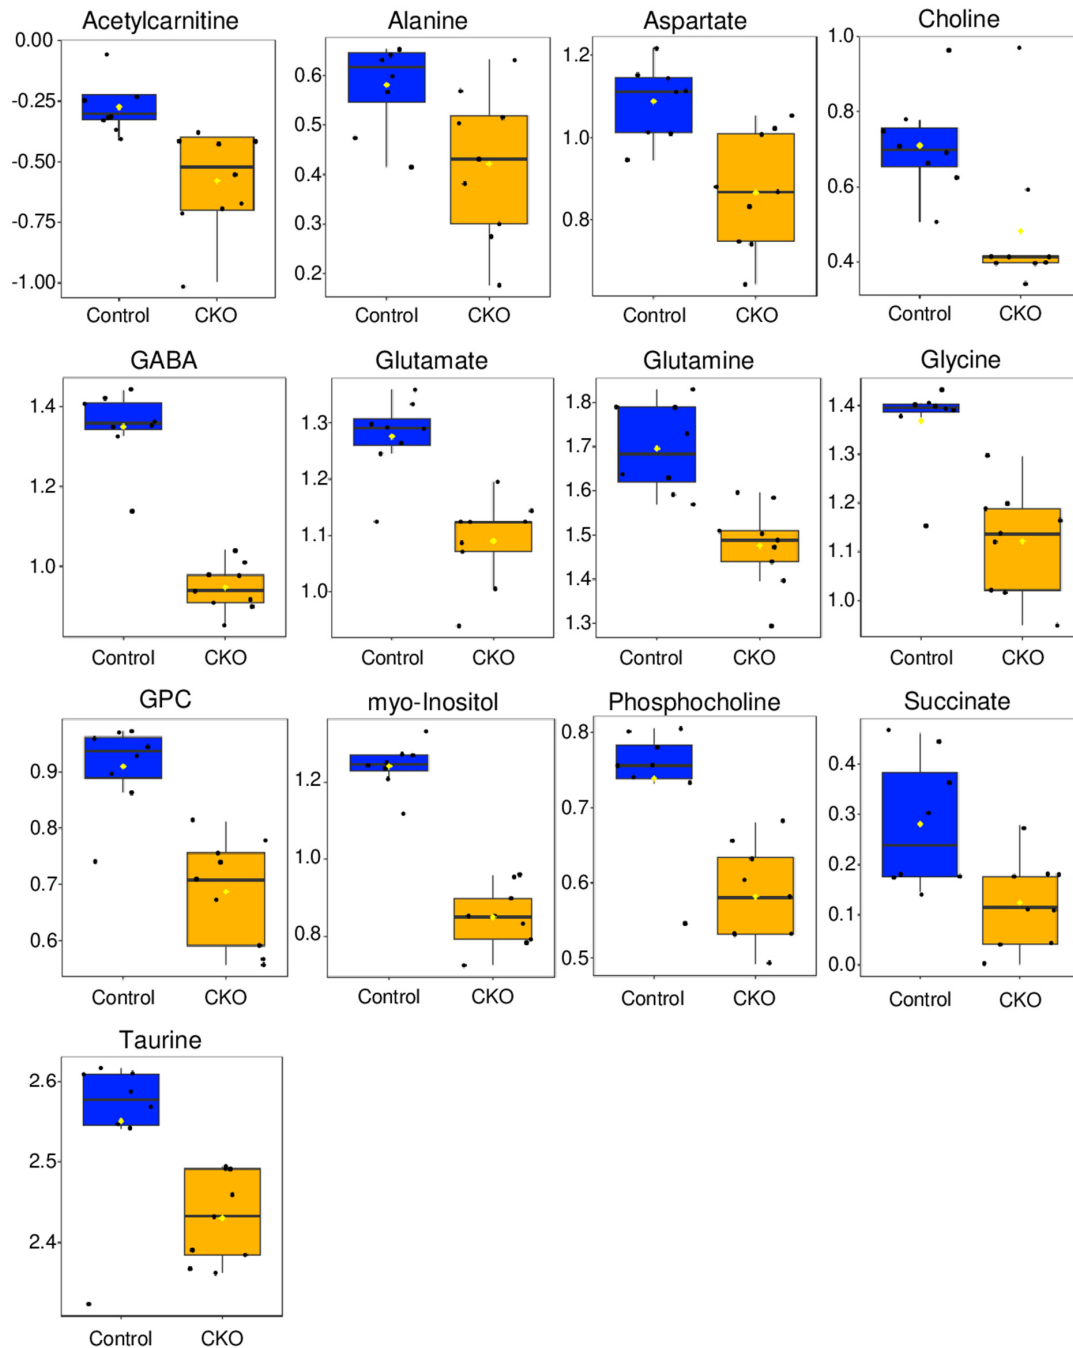 Acetylcarnitine
0.00
-0.25
-0.50
-0.75
-1.00
Control CKO
Alanine
0.6
0.5
0.4
0.3
0.2
Control CKO
Aspartate
1.2
1.0
0.8
Control CKO
Choline
1.0
0.8
0.6
0.4
Control CKO
GABA
1.4
1.2
1.0
Control CKO
Glutamate
1.3
1.2
1.1
1.0
Control CKO
Glutamine
1.8
1.7
1.6
1.5
1.4
1.3
Control CKO
Glycine
1.4
1.3
1.2
1.1
1.0
Control CKO
GPC
0.9
0.8
0.7
0.6
Control CKO
myo-Inositol
1.2
1.0
0.8
Control CKO
Phosphocholine
0.8
0.7
0.6
0.5
Control CKO
Succinate
0.4
0.3
0.2
0.1
0.0
Control CKO
Taurine
2.6
2.5
2.4
Control CKO